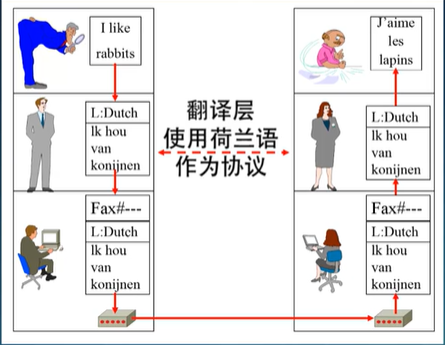 I like
rabbits
L:Dutch
Ik hou
van
konijnen
Fax#---
L:Dutch
Ik hou
van
konijnen
翻译层
使用荷兰语
作为协议
J'aime
les
lapins
L:Dutch
Ik hou
van
konijnen
Fax#---
L:Dutch
Ik hou
van
konijnen